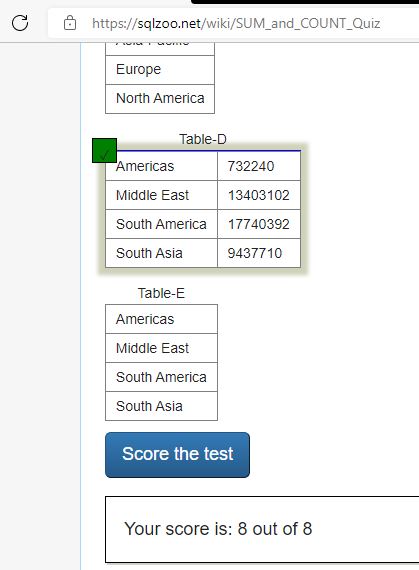 https://sqlzoo.net/wiki/SUM_and_COUNT_Quiz
Asia-Pacific
Europe
North America
Table-D
Americas 732240
Middle East 13403102
South America 17740392
South Asia 9437710
Table-E
Americas
Middle East
South America
South Asia
Score the test
Your score is: 8 out of 8